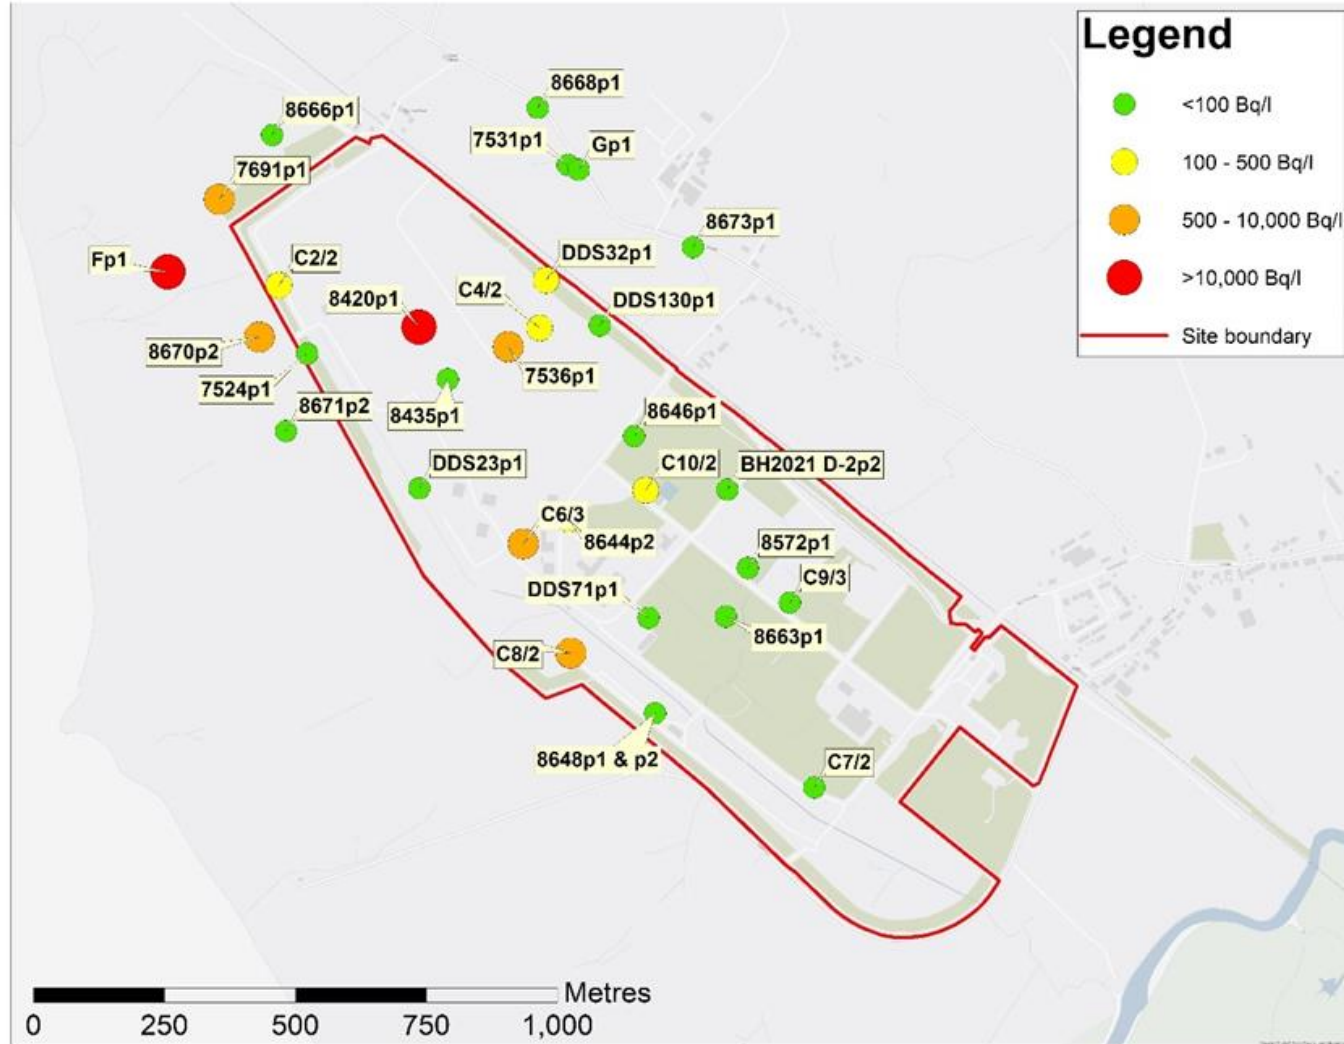 Legend
<100 Bq/l
100 - 500 Bq/l
500 - 10,000 Bq/l
>10,000 Bq/l
Site boundary
8668p1
8666p1
7531p1
Gp1
7691p1
8673p1
Fp1
C2/2
DDS32p1
C4/2
8420p1
DDS130p1
8670p2
7536p1
7524p1
8671p2
8435p1
8646p1
DDS23p1
C10/2
BH2021 D-2p2
C6/3
8644p2
8572p1
C9/3
DDS71p1
8663p1
C8/2
8648p1 & p2
C7/2
Metres
0 250 500 750 1,000